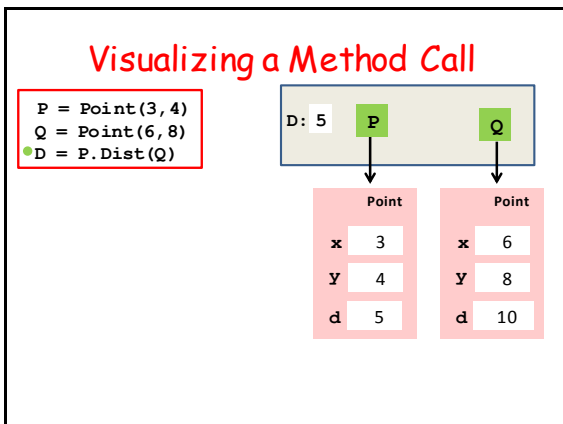 Visualizing a Method Call
P = Point(3,4)
Q = Point(6,8)
D = P.Dist(Q)
D: 5 P Q
Point Point
x 3 x 6
y 4 y 8
d 5 d 10